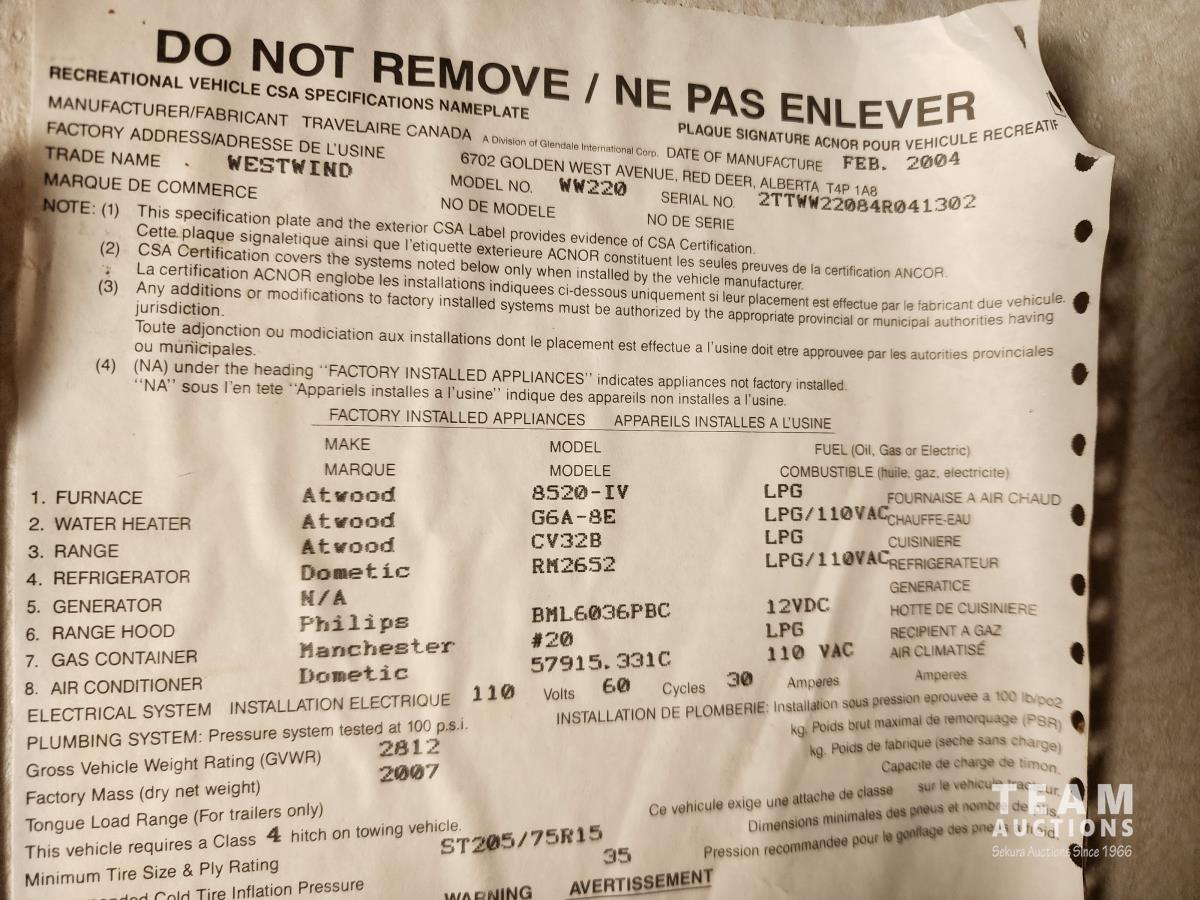 DO NOT REMOVE / NE PAS ENLEVER
RECREATIONAL VEHICLE CSA SPECIFICATIONS NAMEPLATE
PLAQUE SIGNATURE ACNOR POUR VEHICULE RECREATIF
MANUFACTURER/FABRICANT TRAVELAIRE CANADA A Division of Glendale International Corp. DATE OF MANUFACTURE FEB. 2004
FACTORY ADDRESS/ADRESSE DE L'USINE 6702 GOLDEN WEST AVENUE, RED DEER, ALBERTA T4P 1A8
TRADE NAME WESTWIND MODEL NO. WW220 SERIAL NO. 2TTWW22084R041302
MARQUE DE COMMERCE NO DE MODELE NO DE SERIE
NOTE: (1) This specification plate and the exterior CSA Label provides evidence of CSA Certification.
Cette plaque signaletique ainsi que l'etiquette exterieure ACNOR constituent les seules preuves de la certification ANCOR.
(2) CSA Certification covers the systems noted below only when installed by the vehicle manufacturer.
La certification ACNOR englobe les installations indiquees ci-dessous uniquement si leur placement est effectue par le fabricant due vehicule.
(3) Any additions or modifications to factory installed systems must be authorized by the appropriate provincial or municipal authorities having
jurisdiction.
Toute adjonction ou modiciation aux installations dont le placement est effectue a l'usine doit etre approuvee par les autorities provinciales
ou municipales.
(4) (NA) under the heading "FACTORY INSTALLED APPLIANCES" indicates appliances not factory installed.
"NA" sous l'en tete "Appariels installes a l'usine" indique des appareils non installes a l'usine.
FACTORY INSTALLED APPLIANCES APPAREILS INSTALLES A L'USINE
MAKE MODEL FUEL (Oil, Gas or Electric)
MARQUE MODELE COMBUSTIBLE (huile, gaz, electricite)
1. FURNACE Atwood 8520-IV LPG FOURNAISE A AIR CHAUD
2. WATER HEATER Atwood G6A-8E LPG/110VAC CHAUFFE-EAU
3. RANGE Atwood CV32B LPG CUISINIERE
4. REFRIGERATOR Dometic RM2652 LPG/110VAC REFRIGERATEUR
5. GENERATOR N/A GENERATICE
6. RANGE HOOD Philips BML6036PBC 12VDC HOTTE DE CUISINIERE
7. GAS CONTAINER Manchester #20 LPG RECIPIENT A GAZ
8. AIR CONDITIONER Dometic 57915.331C 110 VAC AIR CLIMATISÉ
ELECTRICAL SYSTEM INSTALLATION ELECTRIQUE 110 Volts 60 Cycles 30 Amperes Amperes
PLUMBING SYSTEM: Pressure system tested at 100 p.s.i. INSTALLATION DE PLOMBERIE: Installation sous pression eprouvee a 100 lb/po2
Gross Vehicle Weight Rating (GVWR) 2812 kg. Poids brut maximal de remorquage (PBR)
Factory Mass (dry net weight) 2007 kg. Poids de fabrique (seche sans charge)
Tongue Load Range (For trailers only) Capacite de charge de timon.
This vehicle requires a Class 4 hitch on towing vehicle. Ce vehicule exige une attache de classe sur le vehicule tracteur.
Minimum Tire Size & Ply Rating ST205/75R15 Dimensions minimales des pneus et nombre de plis.
Cold Tire Inflation Pressure 35 Pression recommandee pour le gonflage des pneus
WARNING AVERTISSEMENT
TEAM
AUCTIONS
Sekura Auctions Since 1966